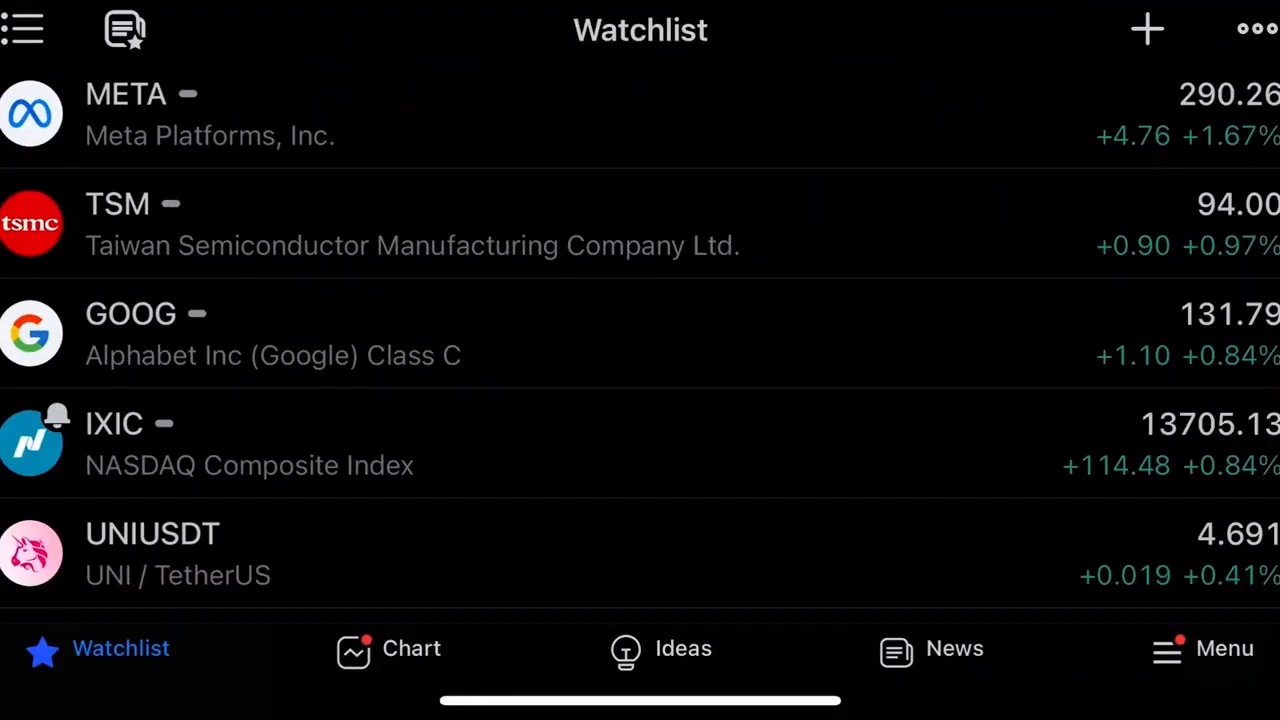 Watchlist
META
290.26
Meta Platforms, Inc.
+4.76 +1.67%
tsmc
TSM
94.00
Taiwan Semiconductor Manufacturing Company Ltd.
+0.90 +0.97%
GOOG
131.79
Alphabet Inc (Google) Class C
+1.10 +0.84%
IXIC
13705.13
NASDAQ Composite Index
+114.48 +0.84%
UNIUSDT
4.691
UNI / TetherUS
+0.019 +0.41%
Watchlist
Chart
Ideas
News
Menu